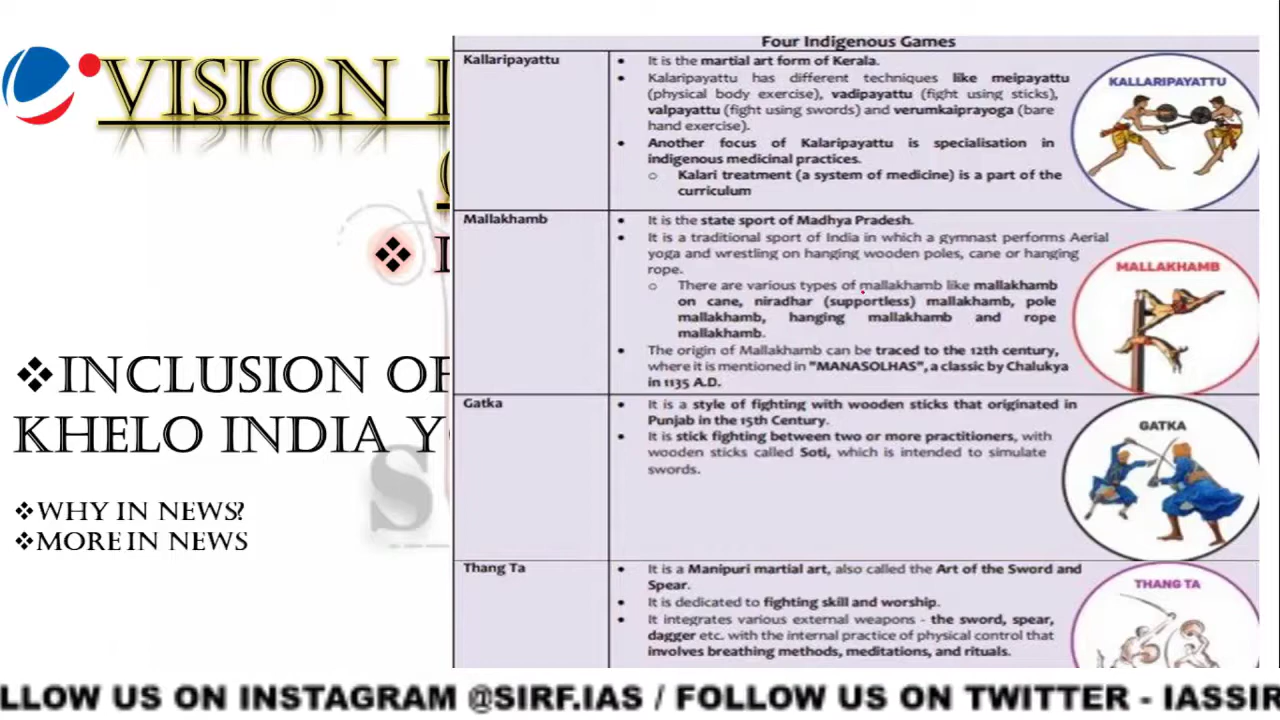 VISION I
Four Indigenous Games
Kallaripayattu
• It is the martial art form of Kerala.
• Kalaripayattu has different techniques like meipayattu
(physical body exercise), vadipayattu (fight using sticks),
valpayattu (fight using swords) and verumkaiprayoga (bare
hand exercise).
• Another focus of Kalaripayattu is specialisation in
indigenous medicinal practices.
o Kalari treatment (a system of medicine) is a part of the
curriculum
KALLARIPAYATTU
Mallakhamb
• It is the state sport of Madhya Pradesh.
• It is a traditional sport of India in which a gymnast performs Aerial
yoga and wrestling on hanging wooden poles, cane or hanging
rope.
o There are various types of mallakhamb like mallakhamb
on cane, niradhar (supportless) mallakhamb, pole
mallakhamb, hanging mallakhamb and rope
mallakhamb.
• The origin of Mallakhamb can be traced to the 12th century,
where it is mentioned in "MANASOLHAS", a classic by Chalukya
in 1135 A.D.
MALLAKHAMB
Gatka
• It is a style of fighting with wooden sticks that originated in
Punjab in the 15th Century.
• It is stick fighting between two or more practitioners, with
wooden sticks called Soti, which is intended to simulate
swords.
GATKA
Thang Ta
• It is a Manipuri martial art, also called the Art of the Sword and
Spear.
• It is dedicated to fighting skill and worship.
• It integrates various external weapons - the sword, spear,
dagger etc. with the internal practice of physical control that
involves breathing methods, meditations, and rituals.
THANG TA
❖INCLUSION OF
KHELO INDIA Y
❖WHY IN NEWS?
❖MORE IN NEWS
LLOW US ON INSTAGRAM @SIRF.IAS / FOLLOW US ON TWITTER - IASSIR